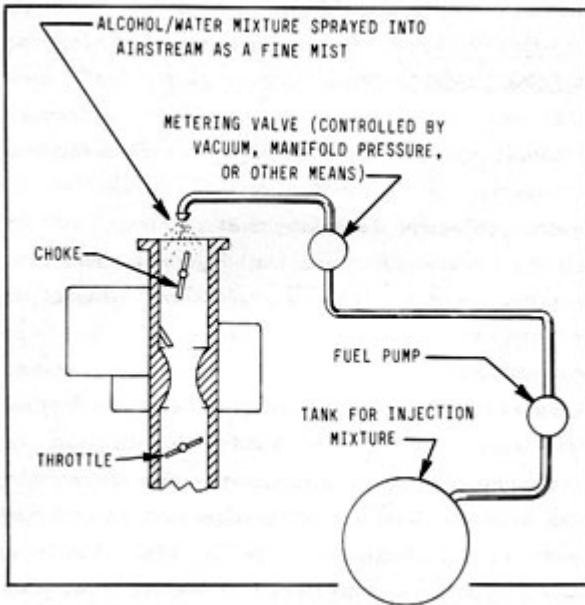 ALCOHOL/WATER MIXTURE SPRAYED INTO
AIRSTREAM AS A FINE MIST
METERING VALVE (CONTROLLED BY
VACUUM, MANIFOLD PRESSURE,
OR OTHER MEANS)
CHOKE
FUEL PUMP
TANK FOR INJECTION
MIXTURE
THROTTLE